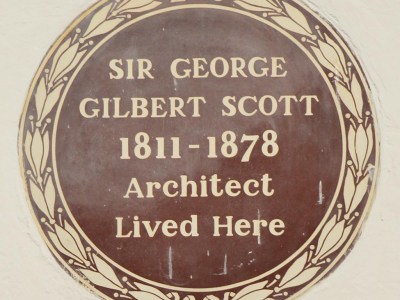 SIR GEORGE
GILBERT SCOTT
1811-1878
Architect
Lived Here